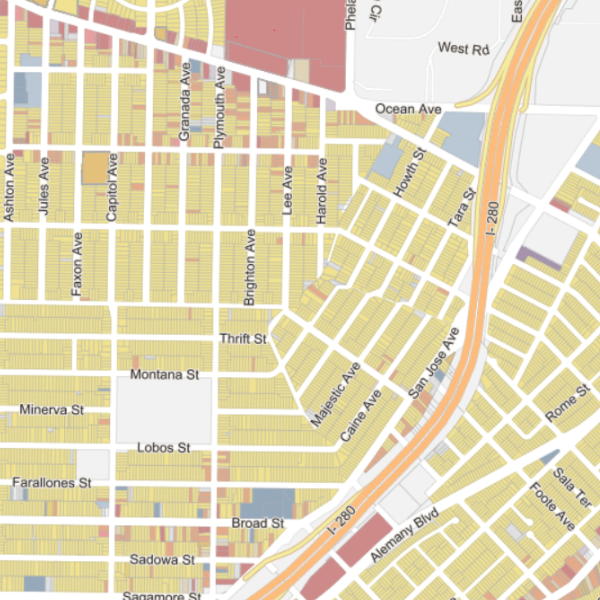 Phela
Cir
Eas
West Rd
Ocean Ave
Granada Ave
Plymouth Ave
Howth St
Tara St
I- 280
Ashton Ave
Jules Ave
Capitol Ave
Lee Ave
Harold Ave
Faxon Ave
Brighton Ave
Thrift St
San Jose Ave
Montana St
Majestic Ave
Caine Ave
Minerva St
Rome St
Lobos St
Farallones St
Sala Ter
Foote Ave
Broad St
I- 280
Alemany Blvd
Sadowa St
Sagamore St